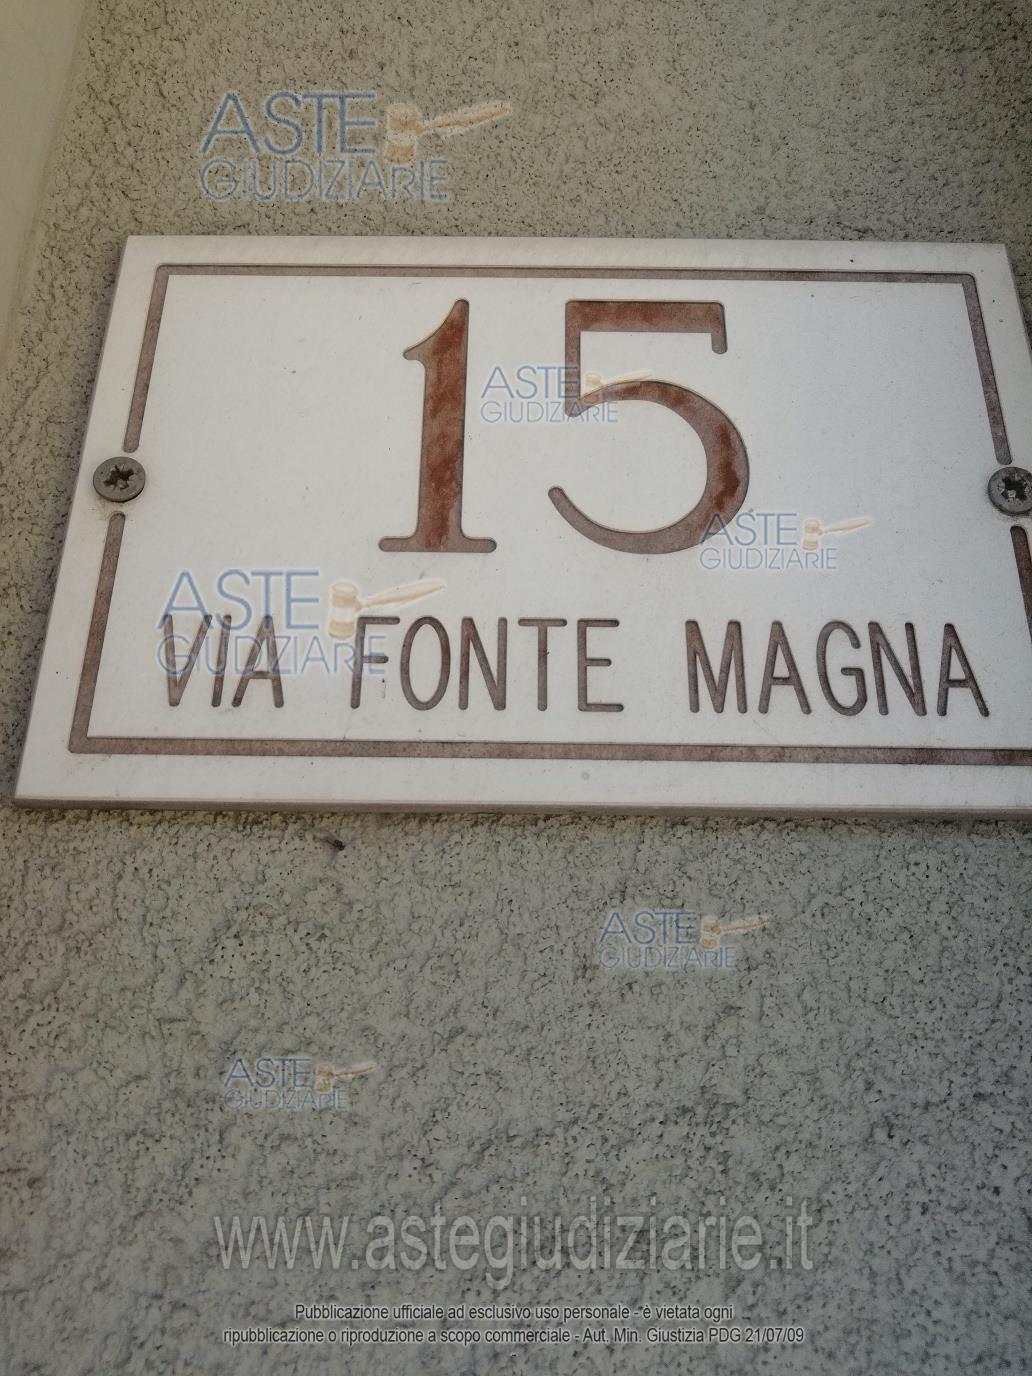 ASTE
GIUDIZIARIE
15
ASTE
GIUDIZIARIE
ASTE
GIUDIZIARIE
ASTE
GIUDIZIARIE
VIA FONTE MAGNA
ASTE
GIUDIZIARIE
ASTE
GIUDIZIARIE
www.astegiudiziarie.it
Pubblicazione ufficiale ad esclusivo uso personale - è vietata ogni
ripubblicazione o riproduzione a scopo commerciale - Aut. Min. Giustizia PDG 21/07/09